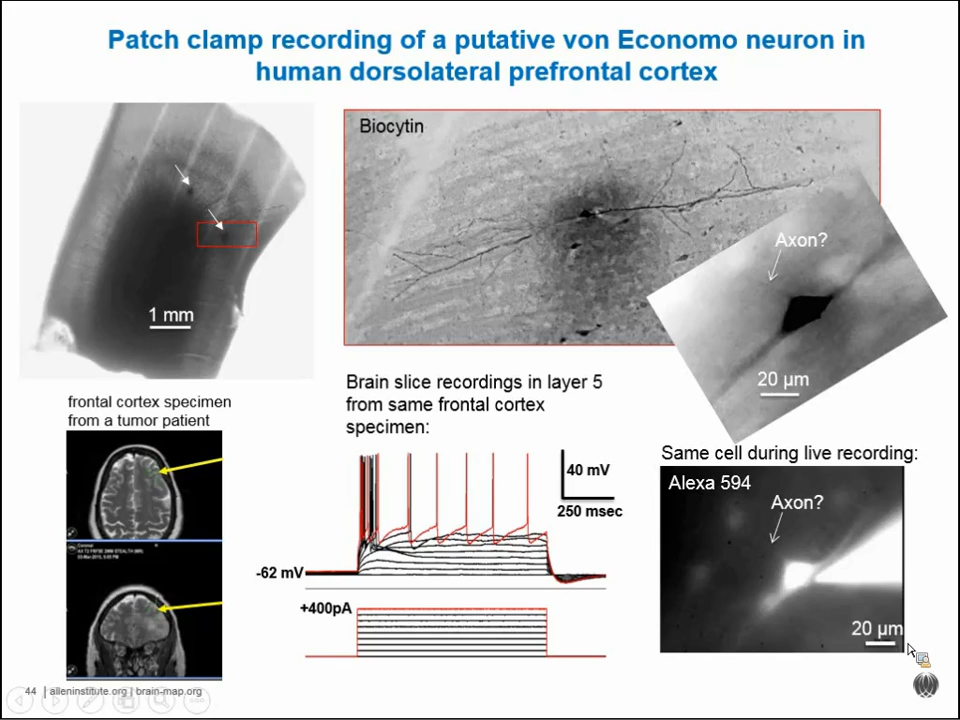 Patch clamp recording of a putative von Economo neuron in
human dorsolateral prefrontal cortex
Biocytin
Axon?
1 mm
20 µm
frontal cortex specimen
from a tumor patient
Brain slice recordings in layer 5
from same frontal cortex
specimen:
40 mV
250 msec
-62 mV
+400pA
Same cell during live recording:
Alexa 594
Axon?
20 µm
44 | alleninstitute.org | brain-map.org